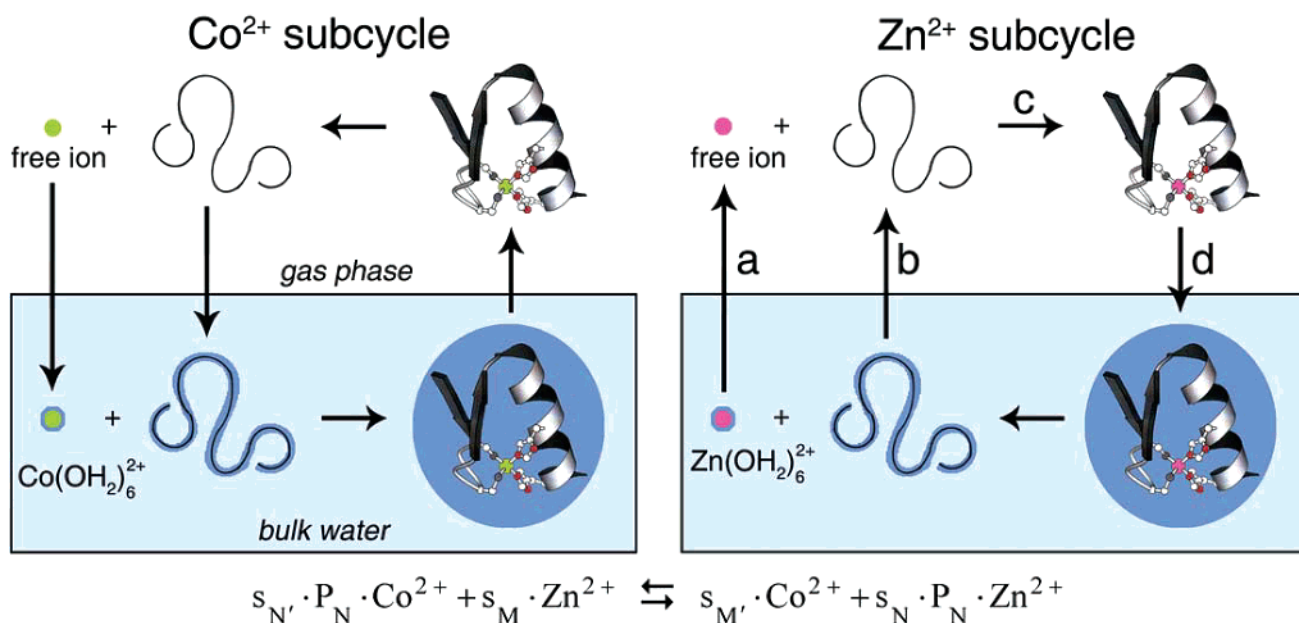 Co²⁺ subcycle
free ion
+
gas phase
+
Co(OH₂)₆²⁺
bulk water
Zn²⁺ subcycle
free ion
+
c
a
b
d
+
Zn(OH₂)₆²⁺
s_N′ · P_N · Co²⁺ + s_M · Zn²⁺ ⇆ s_M′ · Co²⁺ + s_N · P_N · Zn²⁺